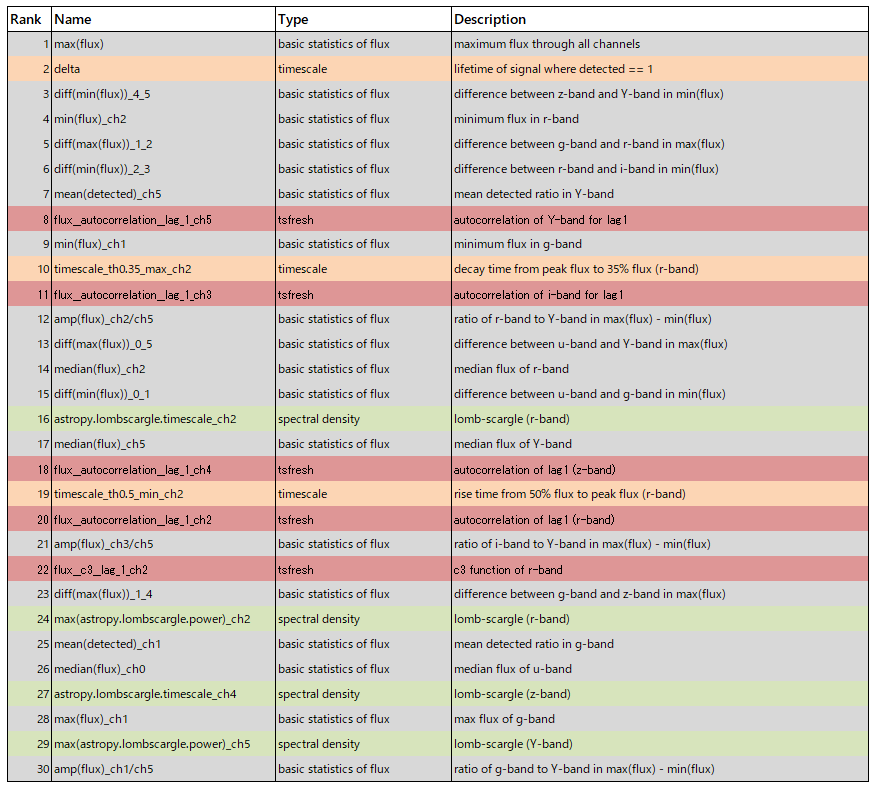 Rank Name Type Description
1 max(flux) basic statistics of flux maximum flux through all channels
2 delta timescale lifetime of signal where detected == 1
3 diff(min(flux))_4_5 basic statistics of flux difference between z-band and Y-band in min(flux)
4 min(flux)_ch2 basic statistics of flux minimum flux in r-band
5 diff(max(flux))_1_2 basic statistics of flux difference between g-band and r-band in max(flux)
6 diff(min(flux))_2_3 basic statistics of flux difference between r-band and i-band in min(flux)
7 mean(detected)_ch5 basic statistics of flux mean detected ratio in Y-band
8 flux__autocorrelation__lag_1_ch5 tsfresh autocorrelation of Y-band for lag1
9 min(flux)_ch1 basic statistics of flux minimum flux in g-band
10 timescale_th0.35_max_ch2 timescale decay time from peak flux to 35% flux (r-band)
11 flux__autocorrelation__lag_1_ch3 tsfresh autocorrelation of i-band for lag1
12 amp(flux)_ch2/ch5 basic statistics of flux ratio of r-band to Y-band in max(flux) - min(flux)
13 diff(max(flux))_0_5 basic statistics of flux difference between u-band and Y-band in max(flux)
14 median(flux)_ch2 basic statistics of flux median flux of r-band
15 diff(min(flux))_0_1 basic statistics of flux difference between u-band and g-band in min(flux)
16 astropy.lombscargle.timescale_ch2 spectral density lomb-scargle (r-band)
17 median(flux)_ch5 basic statistics of flux median flux of Y-band
18 flux__autocorrelation__lag_1_ch4 tsfresh autocorrelation of lag1 (z-band)
19 timescale_th0.5_min_ch2 timescale rise time from 50% flux to peak flux (r-band)
20 flux__autocorrelation__lag_1_ch2 tsfresh autocorrelation of lag1 (r-band)
21 amp(flux)_ch3/ch5 basic statistics of flux ratio of i-band to Y-band in max(flux) - min(flux)
22 flux__c3__lag_1_ch2 tsfresh c3 function of r-band
23 diff(max(flux))_1_4 basic statistics of flux difference between g-band and z-band in max(flux)
24 max(astropy.lombscargle.power)_ch2 spectral density lomb-scargle (r-band)
25 mean(detected)_ch1 basic statistics of flux mean detected ratio in g-band
26 median(flux)_ch0 basic statistics of flux median flux of u-band
27 astropy.lombscargle.timescale_ch4 spectral density lomb-scargle (z-band)
28 max(flux)_ch1 basic statistics of flux max flux of g-band
29 max(astropy.lombscargle.power)_ch5 spectral density lomb-scargle (Y-band)
30 amp(flux)_ch1/ch5 basic statistics of flux ratio of g-band to Y-band in max(flux) - min(flux)